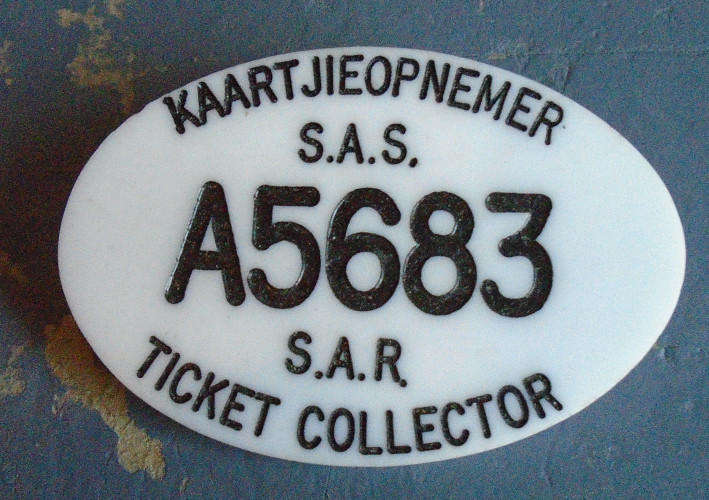 KAARTJIEOPNEMER
S.A.S.
A5683
S.A.R.
TICKET COLLECTOR